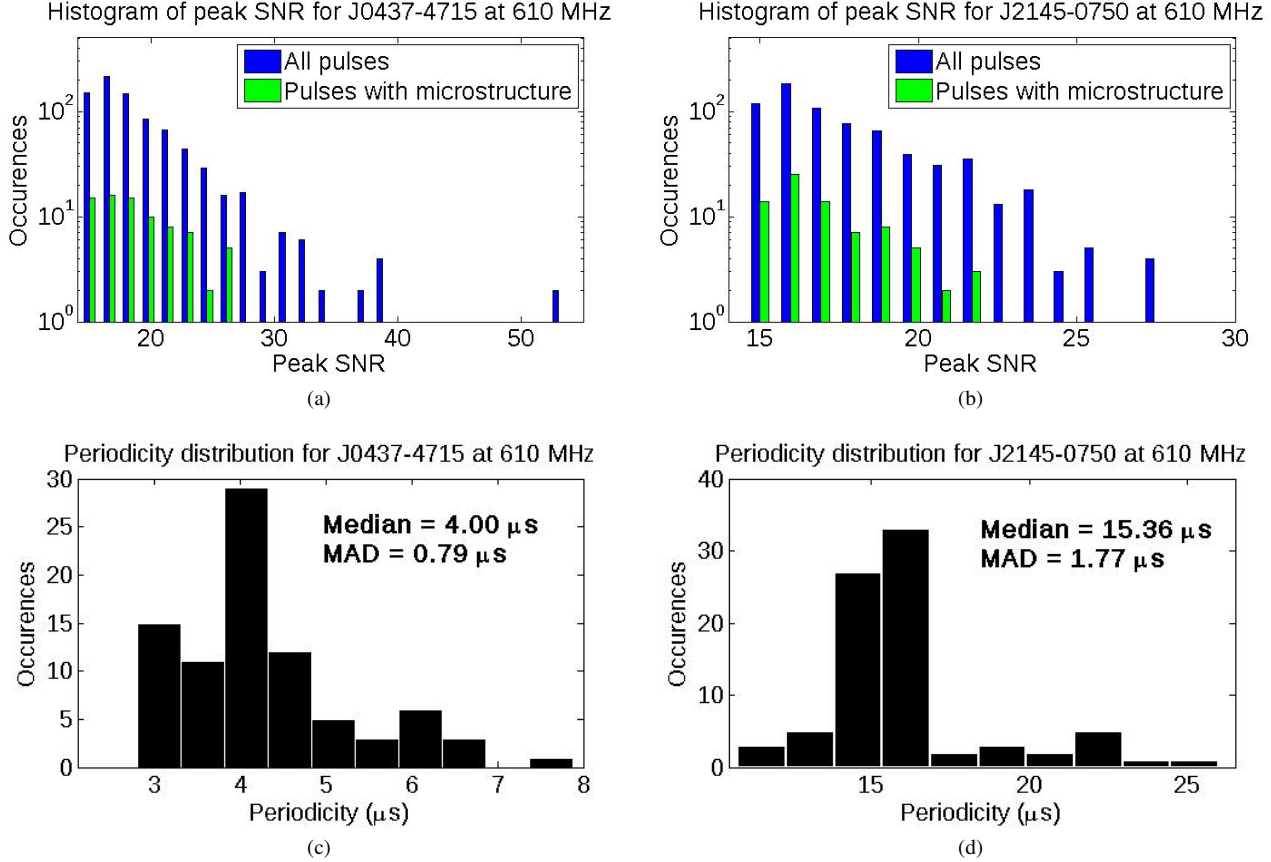 Histogram of peak SNR for J0437-4715 at 610 MHz
All pulses
Pulses with microstructure
Occurences
10^2
10^1
10^0
20 30 40 50
Peak SNR
(a)
Histogram of peak SNR for J2145-0750 at 610 MHz
All pulses
Pulses with microstructure
Occurences
10^2
10^1
10^0
15 20 25 30
Peak SNR
(b)
Periodicity distribution for J0437-4715 at 610 MHz
Median = 4.00 μs
MAD = 0.79 μs
Occurences
30
25
20
15
10
5
0
3 4 5 6 7 8
Periodicity (μs)
(c)
Periodicity distribution for J2145-0750 at 610 MHz
Median = 15.36 μs
MAD = 1.77 μs
Occurences
40
30
20
10
0
15 20 25
Periodicity (μs)
(d)